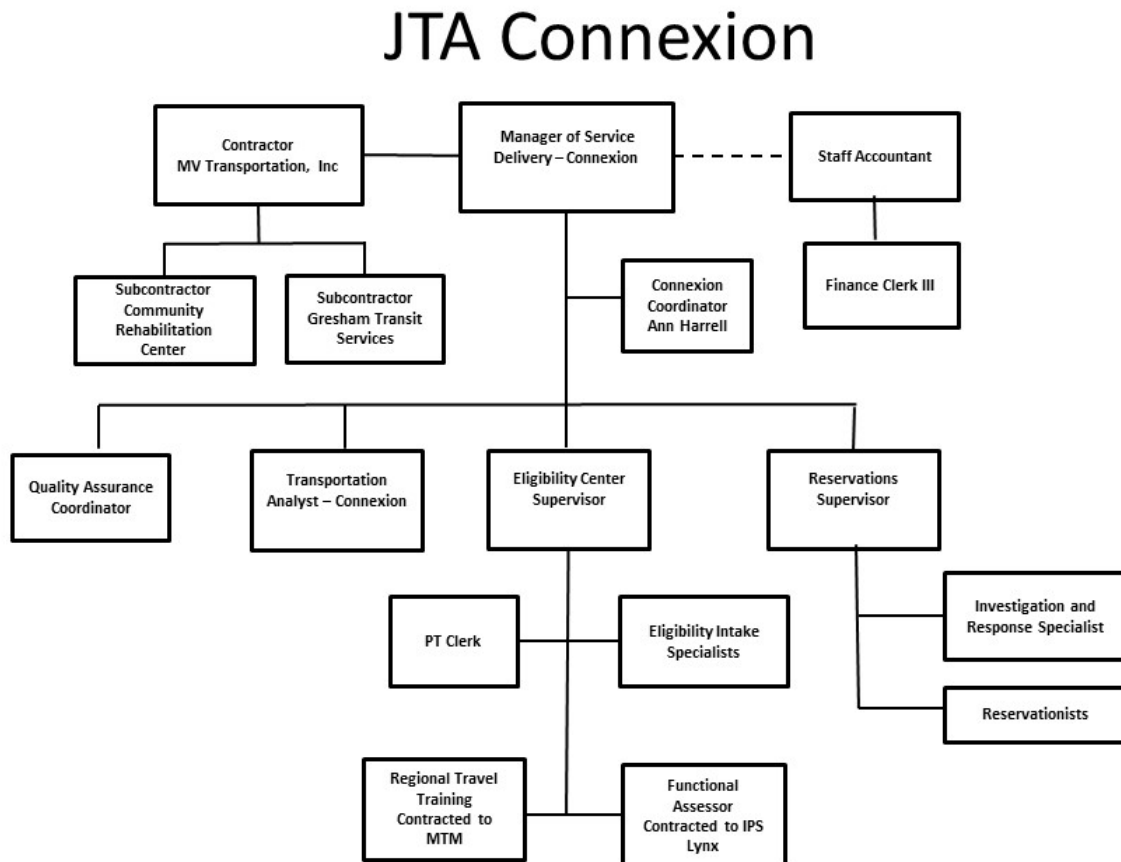 JTA Connexion
Contractor
MV Transportation, Inc
Manager of Service
Delivery – Connexion
Staff Accountant
Subcontractor
Community
Rehabilitation
Center
Subcontractor
Gresham Transit
Services
Connexion
Coordinator
Ann Harrell
Finance Clerk III
Quality Assurance
Coordinator
Transportation
Analyst – Connexion
Eligibility Center
Supervisor
Reservations
Supervisor
PT Clerk
Eligibility Intake
Specialists
Investigation and
Response Specialist
Reservationists
Regional Travel
Training
Contracted to
MTM
Functional
Assessor
Contracted to IPS
Lynx